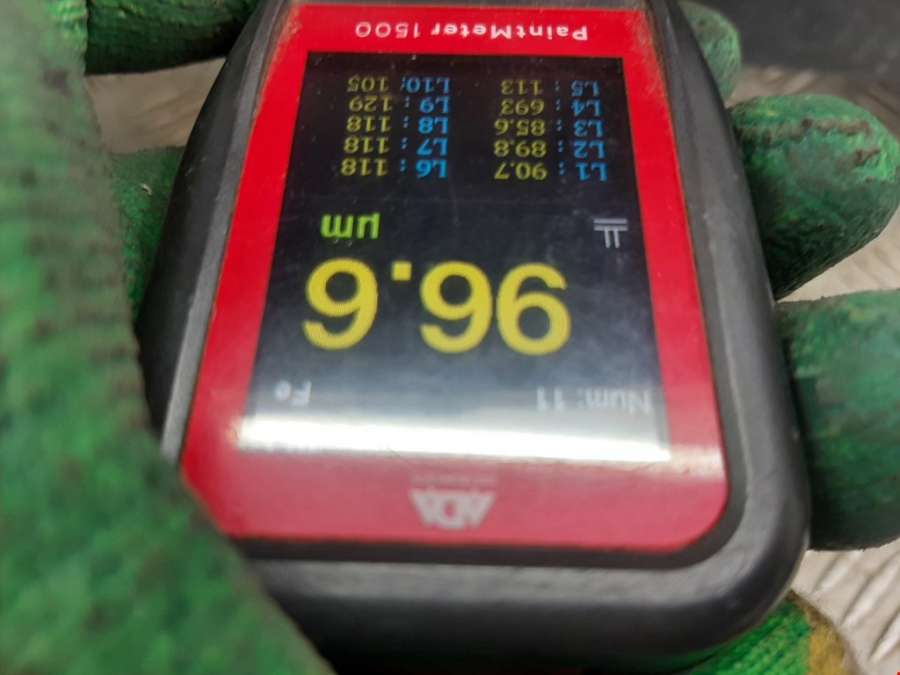 ADA
Num: 11 Fe
96.6
µm
L1 : 90.7 L6 : 118
L2 : 89.8 L7 : 118
L3 : 85.6 L8 : 118
L4 : 693 L9 : 129
L5 : 113 L10: 105
PaintMeter 1500